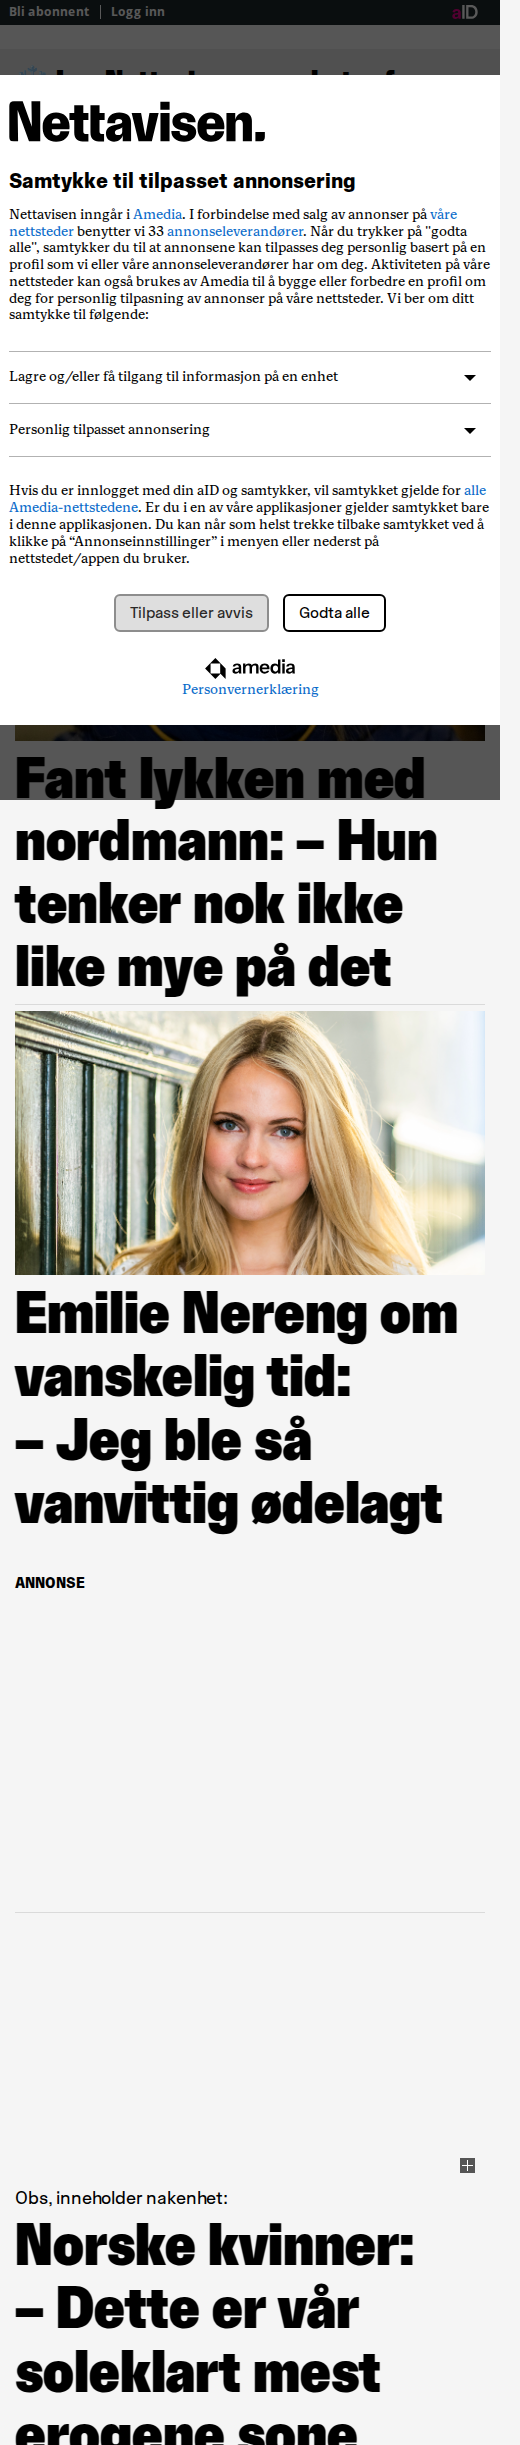 Bli abonnent
Logg inn
aID
Nettavisen.
Samtykke til tilpasset annonsering
Nettavisen inngår i Amedia. I forbindelse med salg av annonser på våre
nettsteder benytter vi 33 annonseleverandører. Når du trykker på "godta
alle", samtykker du til at annonsene kan tilpasses deg personlig basert på en
profil som vi eller våre annonseleverandører har om deg. Aktiviteten på våre
nettsteder kan også brukes av Amedia til å bygge eller forbedre en profil om
deg for personlig tilpasning av annonser på våre nettsteder. Vi ber om ditt
samtykke til følgende:
Lagre og/eller få tilgang til informasjon på en enhet
Personlig tilpasset annonsering
Hvis du er innlogget med din aID og samtykker, vil samtykket gjelde for alle
Amedia-nettstedene. Er du i en av våre applikasjoner gjelder samtykket bare
i denne applikasjonen. Du kan når som helst trekke tilbake samtykket ved å
klikke på “Annonseinnstillinger” i menyen eller nederst på
nettstedet/appen du bruker.
Tilpass eller avvis
Godta alle
amedia
Personvernerklæring
Fant lykken med
nordmann: – Hun
tenker nok ikke
like mye på det
Emilie Nereng om
vanskelig tid:
– Jeg ble så
vanvittig ødelagt
ANNONSE
Obs, inneholder nakenhet:
Norske kvinner:
– Dette er vår
soleklart mest
erogene sone